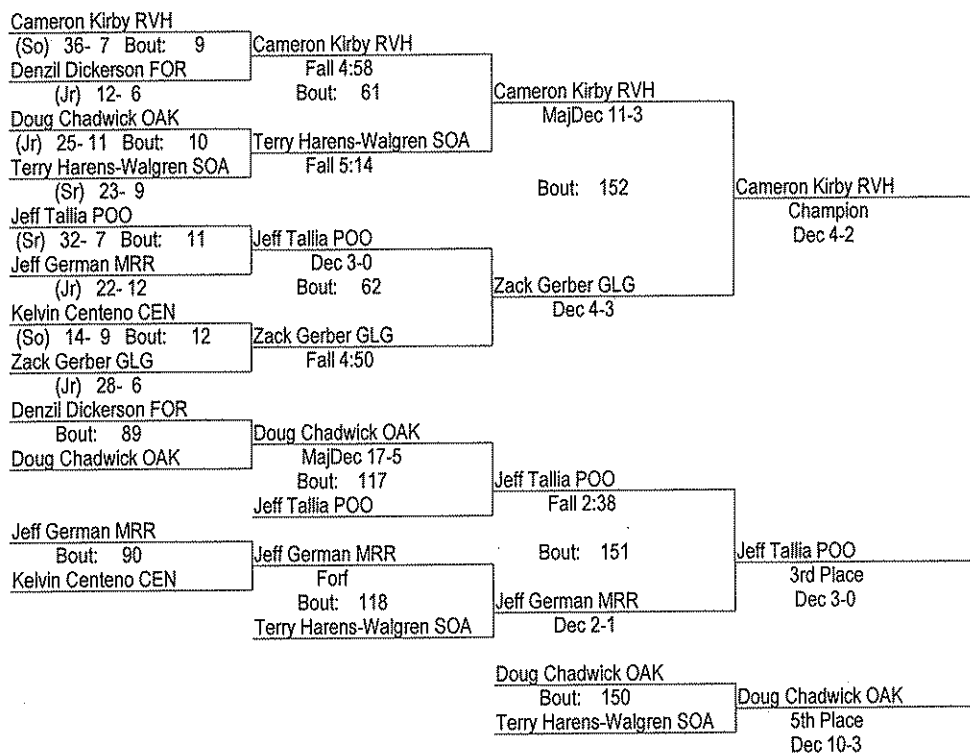 Cameron Kirby RVH
(So) 36- 7 Bout: 9
Denzil Dickerson FOR
(Jr) 12- 6
Doug Chadwick OAK
(Jr) 25- 11 Bout: 10
Terry Harens-Walgren SOA
(Sr) 23- 9
Jeff Tallia POO
(Sr) 32- 7 Bout: 11
Jeff German MRR
(Jr) 22- 12
Kelvin Centeno CEN
(So) 14- 9 Bout: 12
Zack Gerber GLG
(Jr) 28- 6
Cameron Kirby RVH
Fall 4:58
Bout: 61
Terry Harens-Walgren SOA
Fall 5:14
Jeff Tallia POO
Dec 3-0
Bout: 62
Zack Gerber GLG
Fall 4:50
Cameron Kirby RVH
MajDec 11-3
Bout: 152
Zack Gerber GLG
Dec 4-3
Cameron Kirby RVH
Champion
Dec 4-2
Denzil Dickerson FOR
Bout: 89
Doug Chadwick OAK
Jeff German MRR
Bout: 90
Kelvin Centeno CEN
Doug Chadwick OAK
MajDec 17-5
Bout: 117
Jeff Tallia POO
Jeff German MRR
Forf
Bout: 118
Terry Harens-Walgren SOA
Jeff Tallia POO
Fall 2:38
Bout: 151
Jeff German MRR
Dec 2-1
Jeff Tallia POO
3rd Place
Dec 3-0
Doug Chadwick OAK
Bout: 150
Terry Harens-Walgren SOA
Doug Chadwick OAK
5th Place
Dec 10-3